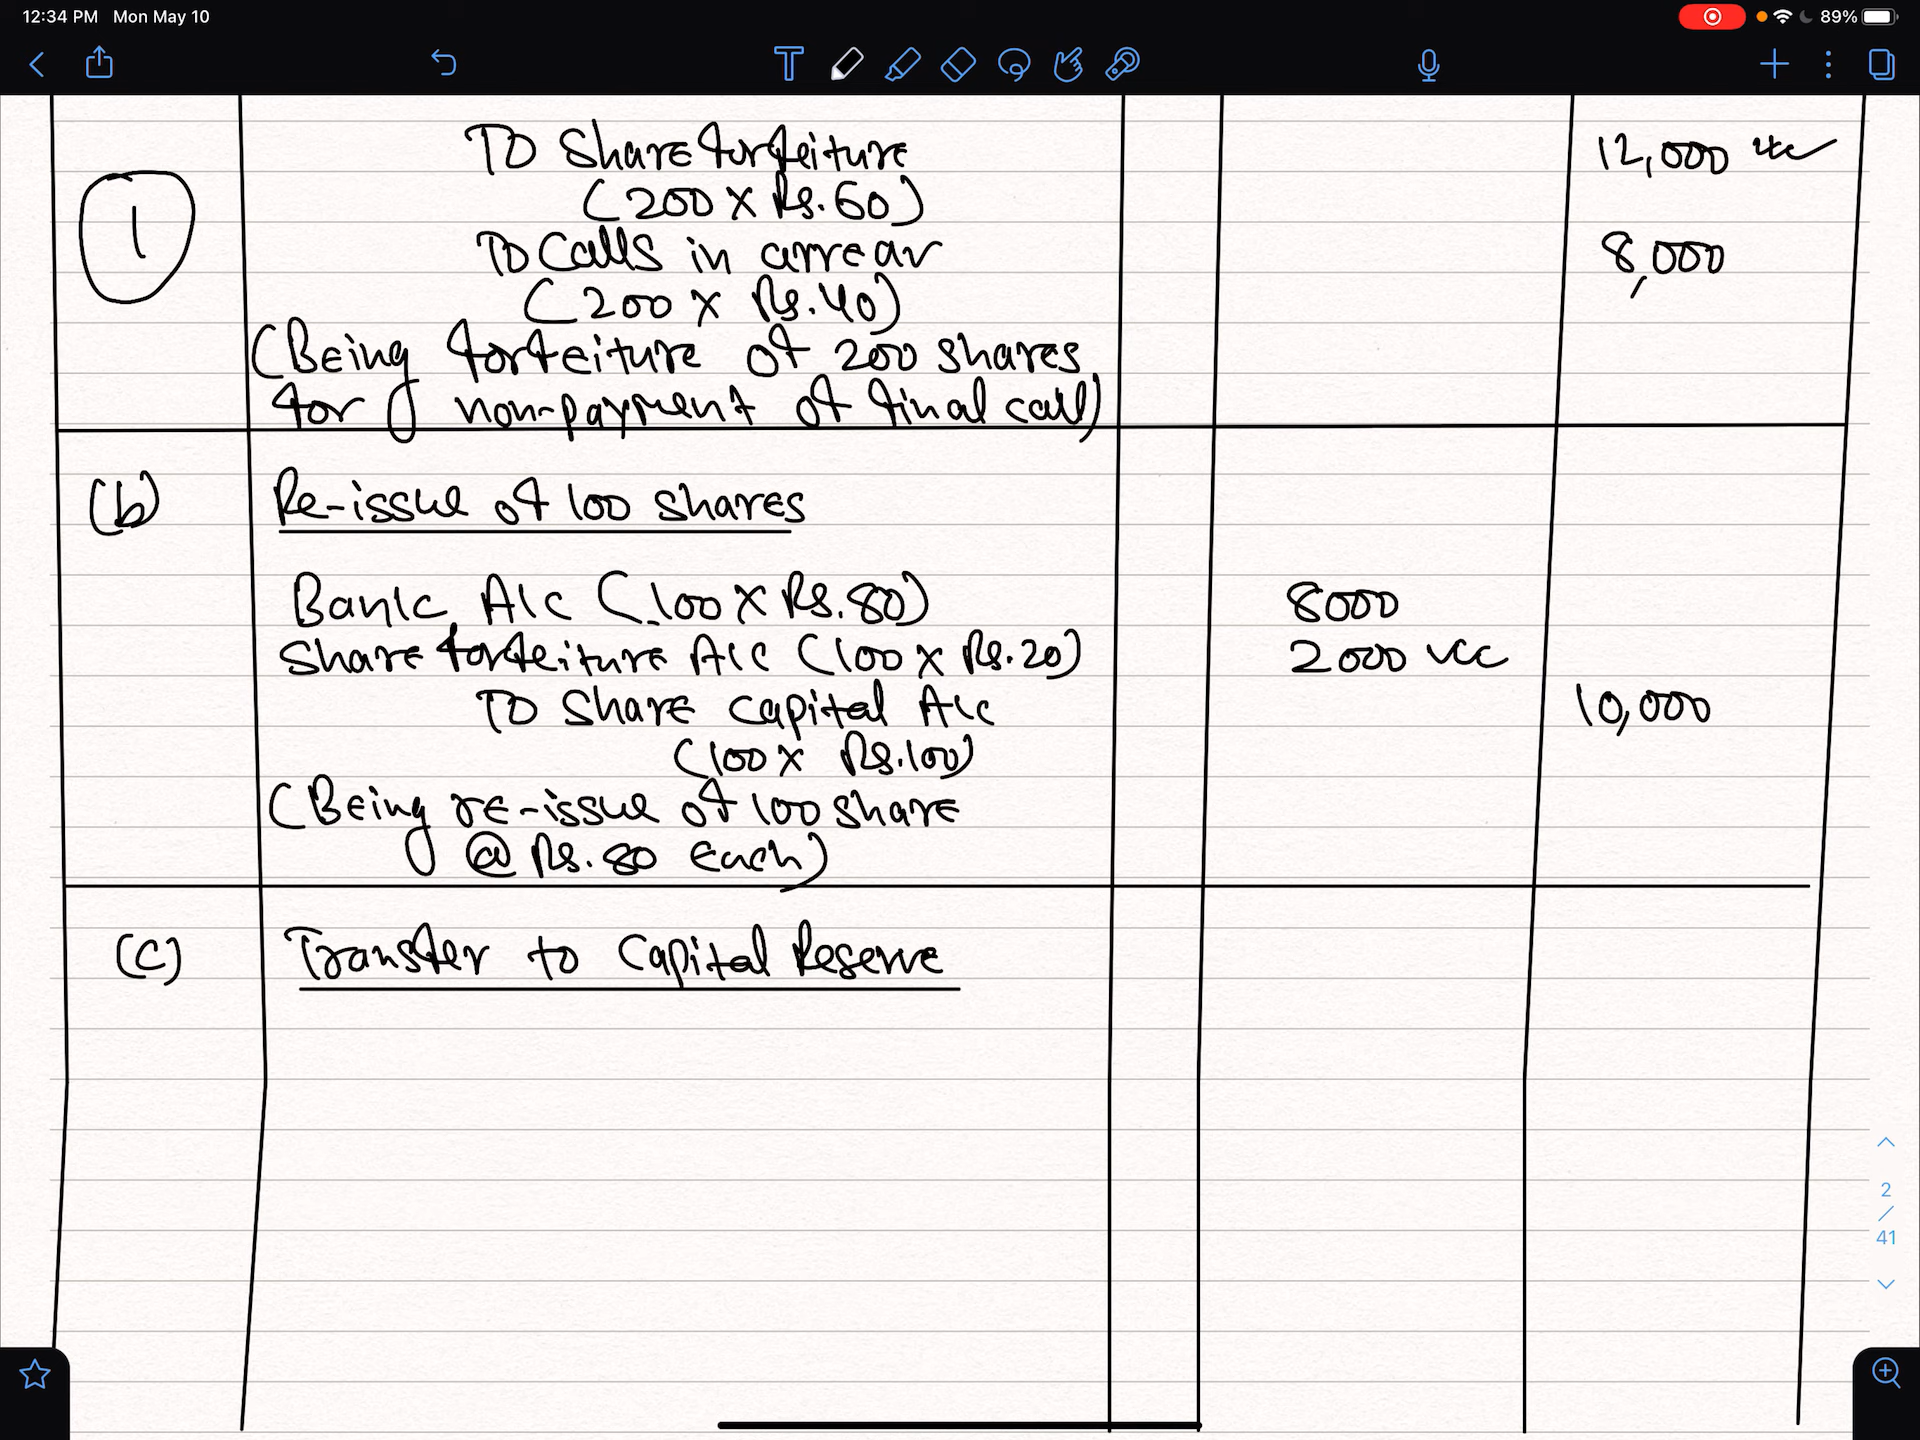 12:34 PM Mon May 10
89%
To Share forfeiture 12,000
(200 X Rs.60)
1
To Calls in arrear 8,000
(200 X Rs.40)
(Being forfeiture of 200 shares
for non-payment of final call)
(b) Re-issue of 100 shares
Bank A/c (100 X Rs.80) 8000
Share forfeiture A/c (100 X Rs.20) 2000
To Share Capital A/c 10,000
(100 X Rs.100)
(Being re-issue of 100 share
@ Rs.80 Each)
(c) Transfer to Capital Reserve
2
/
41